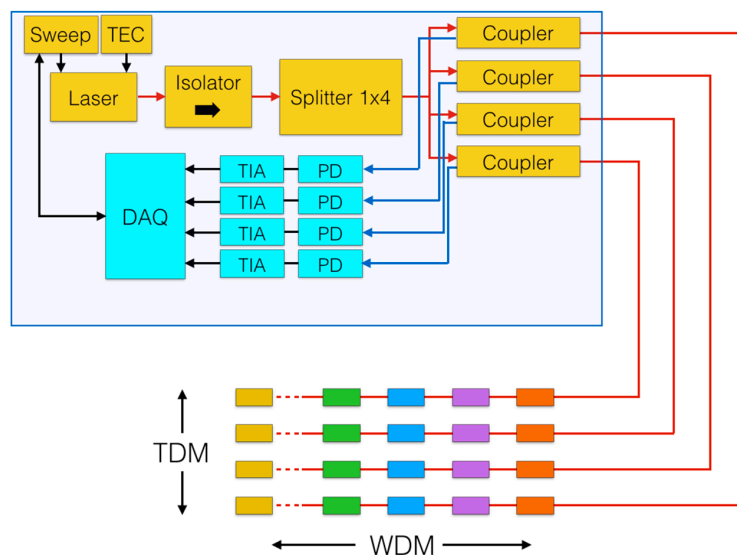 Sweep TEC
Laser
Isolator
Splitter 1x4
Coupler
Coupler
Coupler
Coupler
DAQ
TIA PD
TIA PD
TIA PD
TIA PD
TDM
WDM